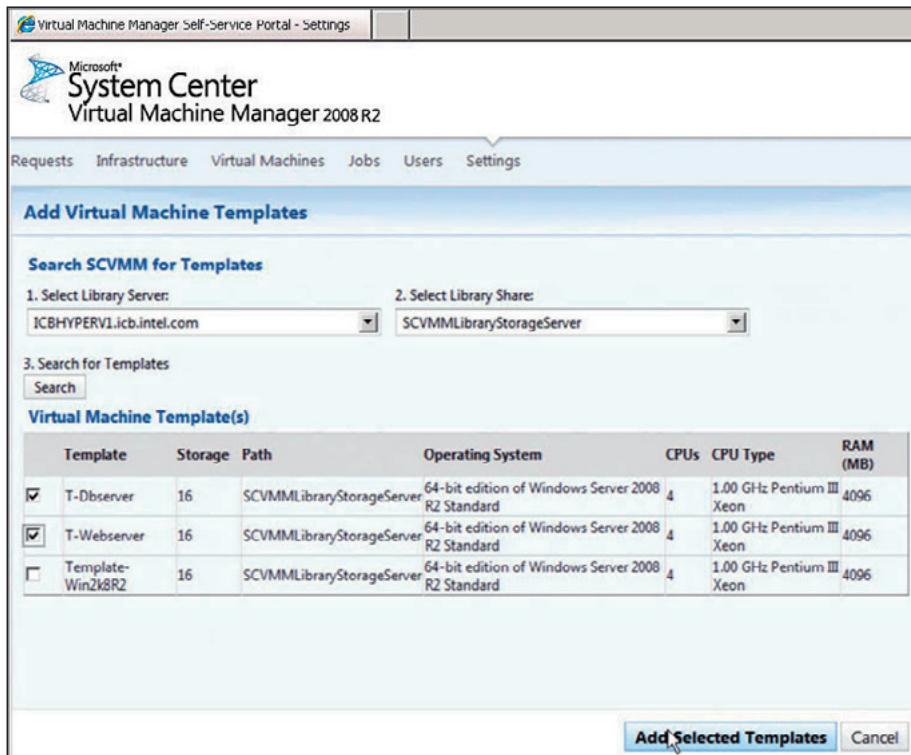 Virtual Machine Manager Self-Service Portal - Settings
Microsoft®
System Center
Virtual Machine Manager 2008 R2
Requests Infrastructure Virtual Machines Jobs Users Settings
Add Virtual Machine Templates
Search SCVMM for Templates
1. Select Library Server: 2. Select Library Share:
ICBHYPERV1.icb.intel.com SCVMMLibraryStorageServer
3. Search for Templates
Search
Virtual Machine Template(s)
Template Storage Path Operating System CPUs CPU Type RAM (MB)
T-Dbserver 16 SCVMMLibraryStorageServer 64-bit edition of Windows Server 2008 R2 Standard 4 1.00 GHz Pentium III Xeon 4096
T-Webserver 16 SCVMMLibraryStorageServer 64-bit edition of Windows Server 2008 R2 Standard 4 1.00 GHz Pentium III Xeon 4096
Template-Win2k8R2 16 SCVMMLibraryStorageServer 64-bit edition of Windows Server 2008 R2 Standard 4 1.00 GHz Pentium III Xeon 4096
Add Selected Templates Cancel